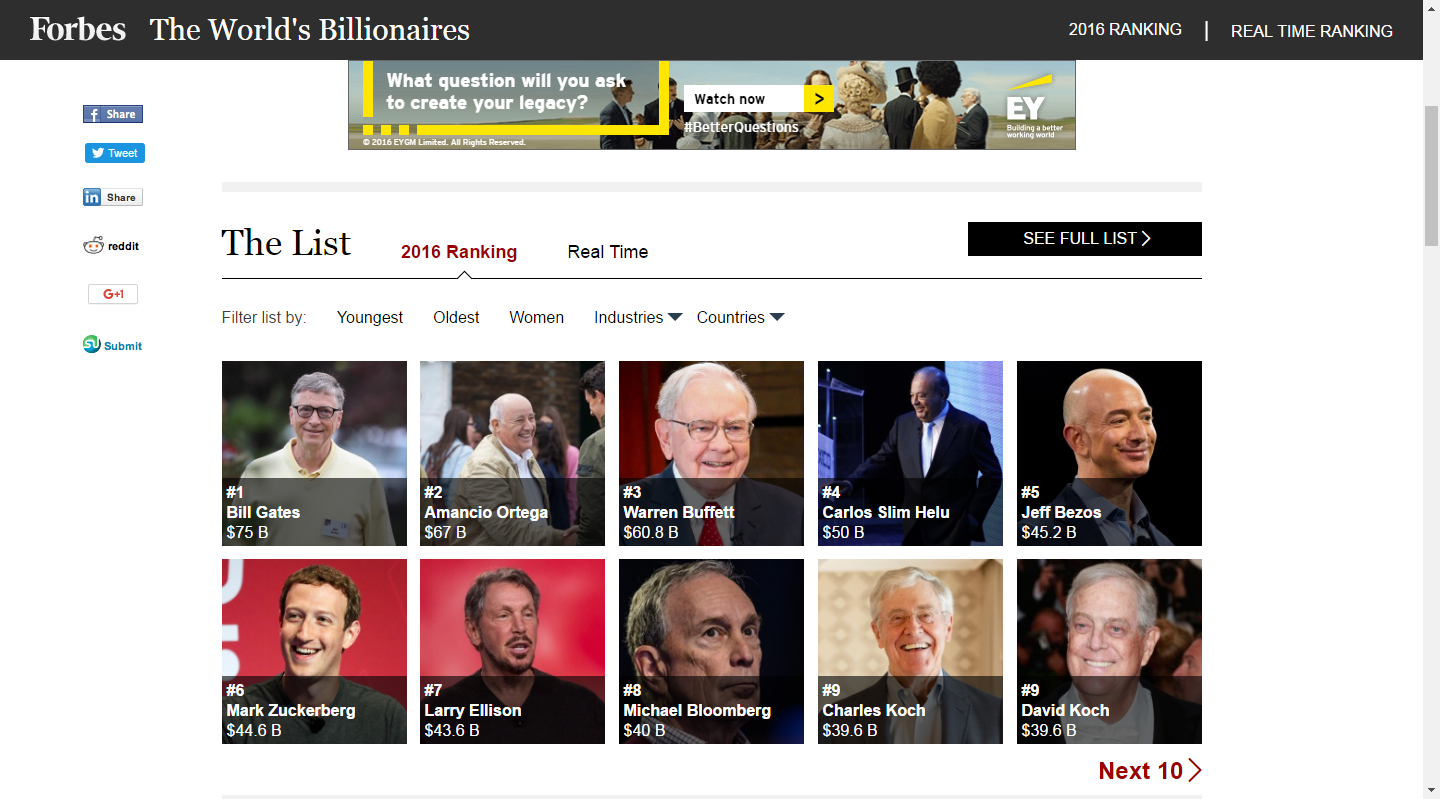 Forbes The World's Billionaires
2016 RANKING | REAL TIME RANKING
What question will you ask
to create your legacy?
Watch now >
#BetterQuestions
© 2016 EYGM Limited. All Rights Reserved.
EY
Building a better
working world
f Share
Tweet
in Share
reddit
G+1
Submit
The List
2016 Ranking
Real Time
SEE FULL LIST
Filter list by: Youngest Oldest Women Industries Countries
#1
Bill Gates
$75 B
#2
Amancio Ortega
$67 B
#3
Warren Buffett
$60.8 B
#4
Carlos Slim Helu
$50 B
#5
Jeff Bezos
$45.2 B
#6
Mark Zuckerberg
$44.6 B
#7
Larry Ellison
$43.6 B
#8
Michael Bloomberg
$40 B
#9
Charles Koch
$39.6 B
#9
David Koch
$39.6 B
Next 10